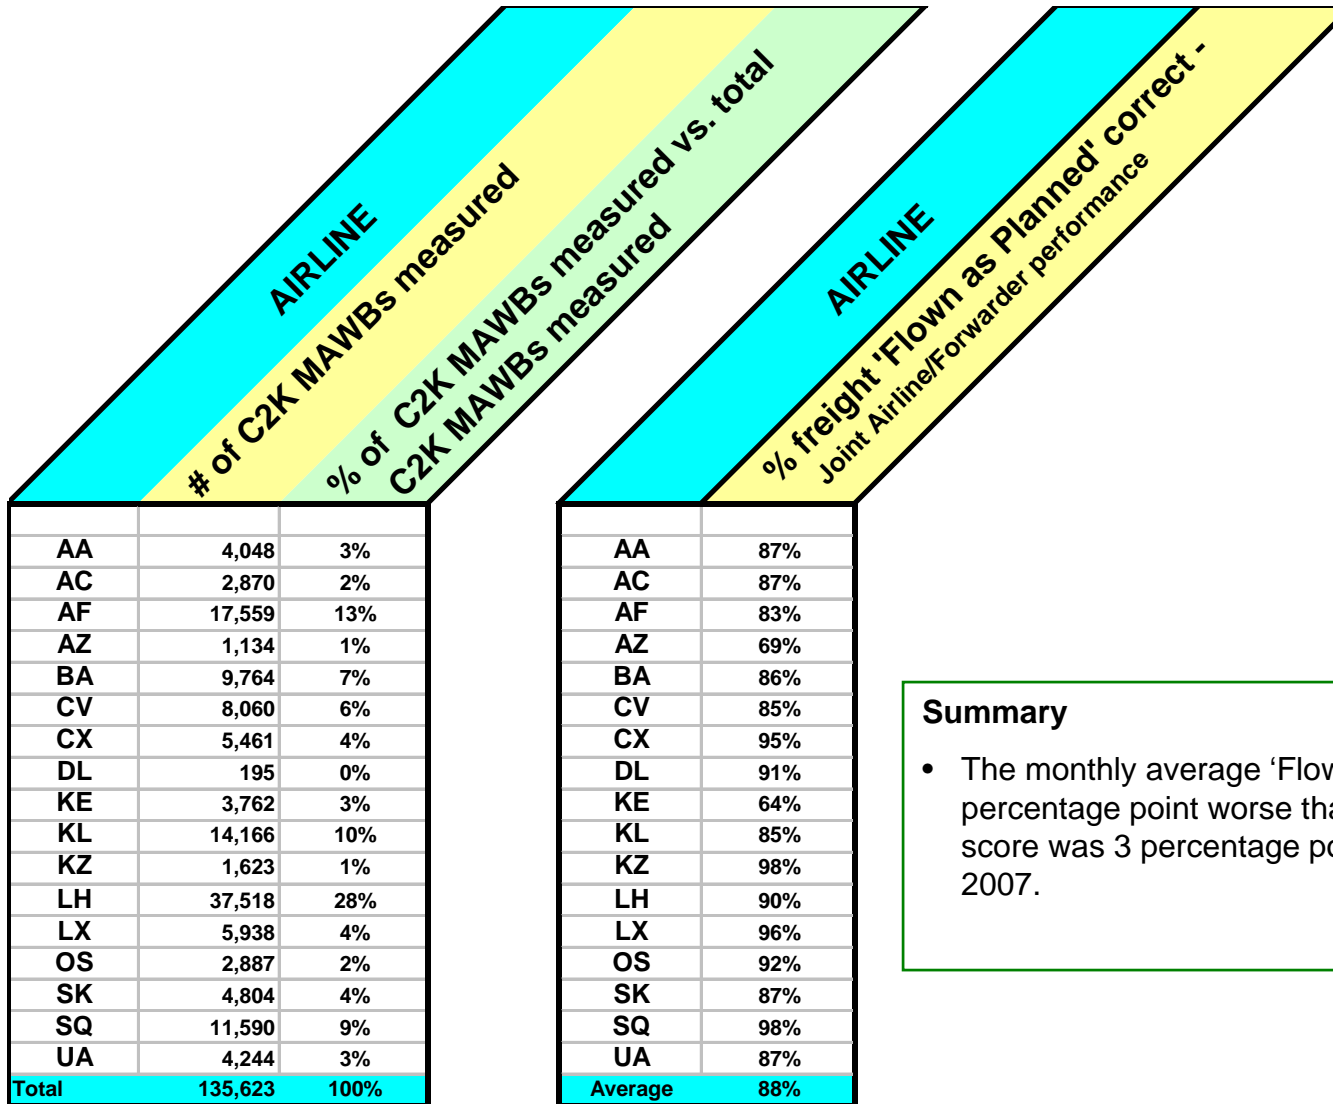 AIRLINE
# of C2K MAWBs measured
% of C2K MAWBs measured vs. total
C2K MAWBs measured
AA 4,048 3%
AC 2,870 2%
AF 17,559 13%
AZ 1,134 1%
BA 9,764 7%
CV 8,060 6%
CX 5,461 4%
DL 195 0%
KE 3,762 3%
KL 14,166 10%
KZ 1,623 1%
LH 37,518 28%
LX 5,938 4%
OS 2,887 2%
SK 4,804 4%
SQ 11,590 9%
UA 4,244 3%
Total 135,623 100%
AIRLINE
% freight 'Flown as Planned' correct -
Joint Airline/Forwarder performance
AA 87%
AC 87%
AF 83%
AZ 69%
BA 86%
CV 85%
CX 95%
DL 91%
KE 64%
KL 85%
KZ 98%
LH 90%
LX 96%
OS 92%
SK 87%
SQ 98%
UA 87%
Average 88%
Summary
• The monthly average ‘Flow
percentage point worse tha
score was 3 percentage po
2007.